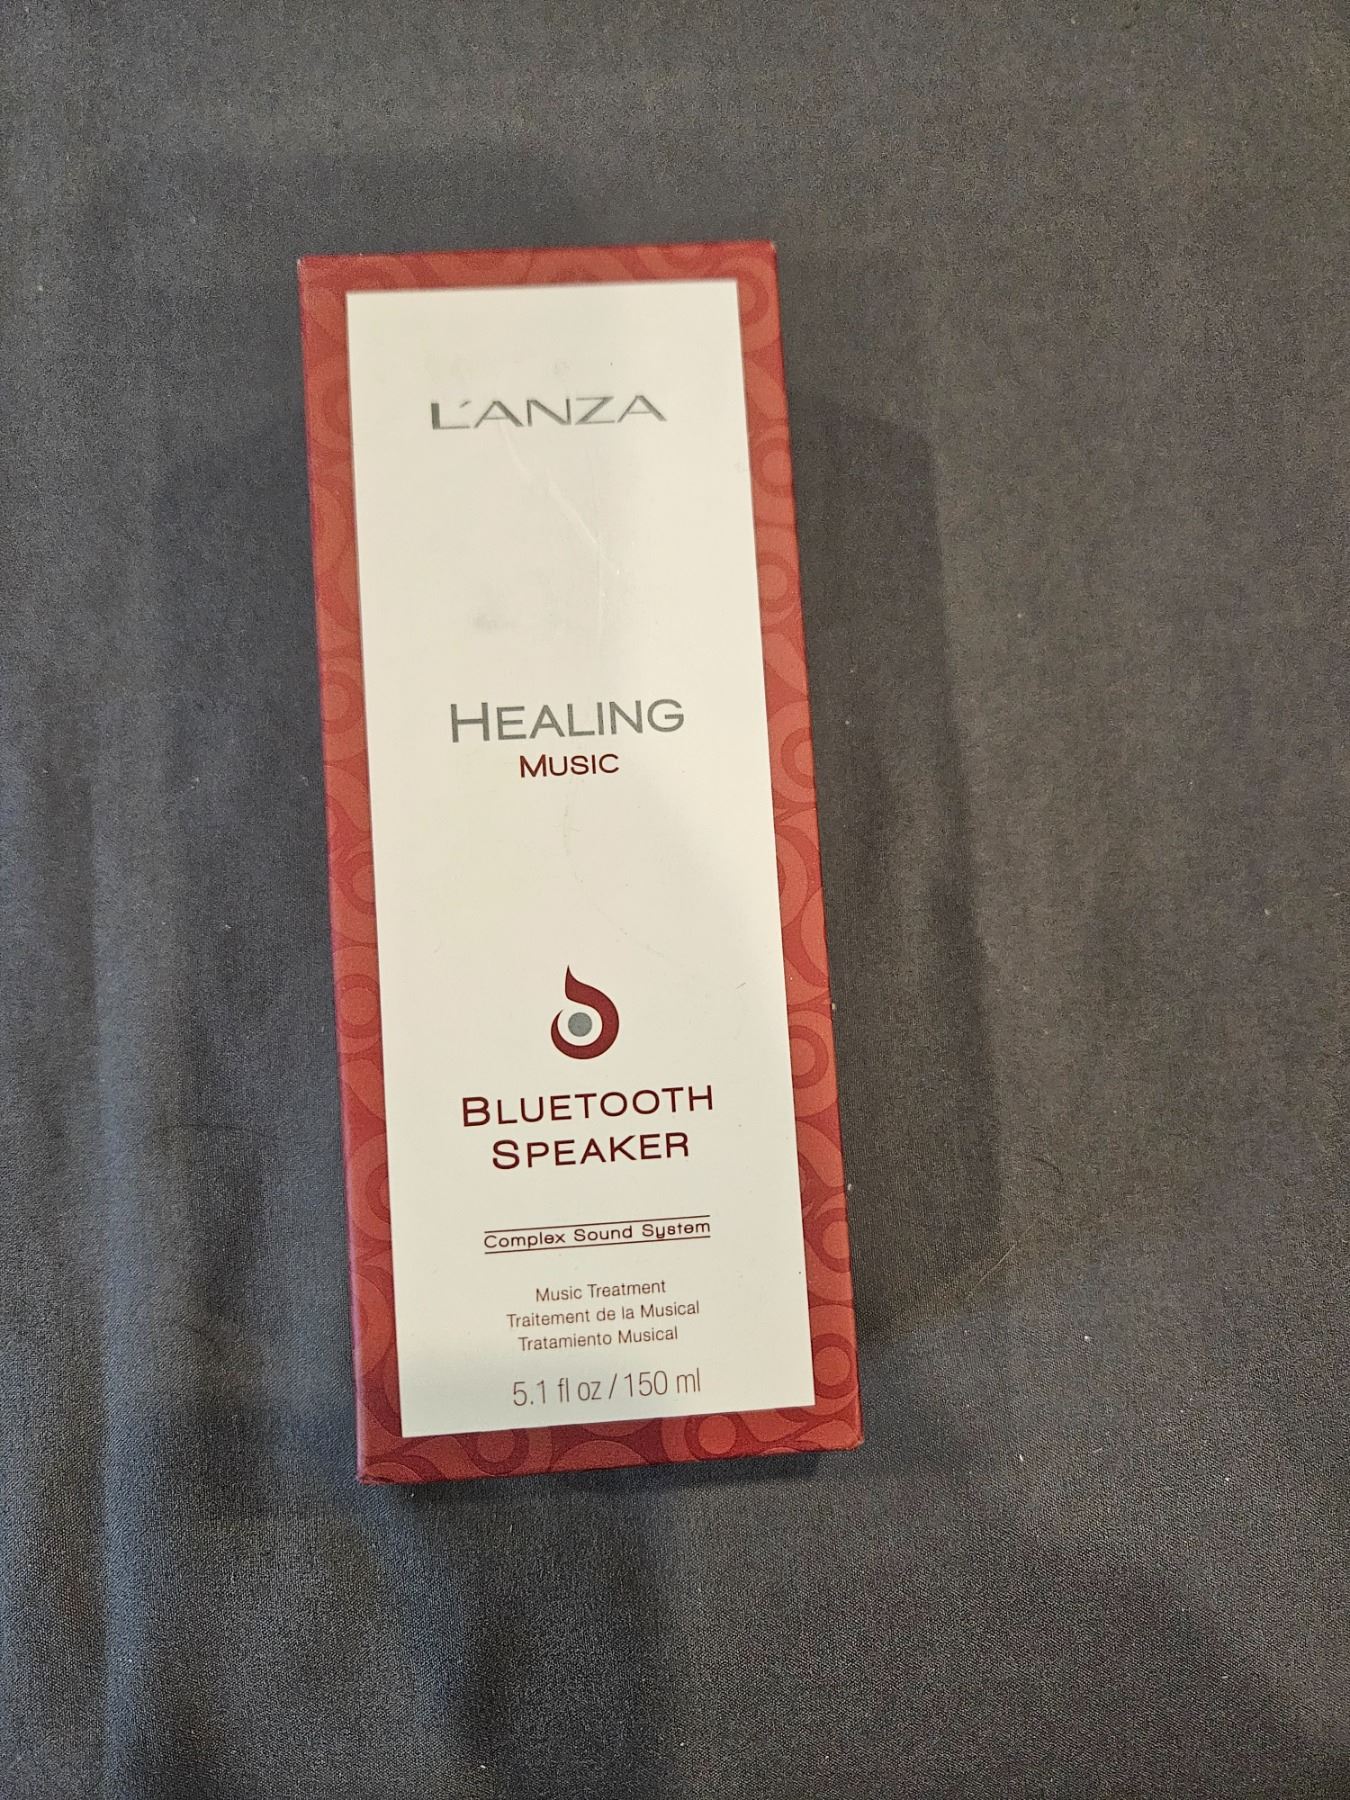 L'ANZA
HEALING
MUSIC
BLUETOOTH
SPEAKER
Complex Sound System
Music Treatment
Traitement de la Musical
Tratamiento Musical
5.1 fl oz / 150 ml